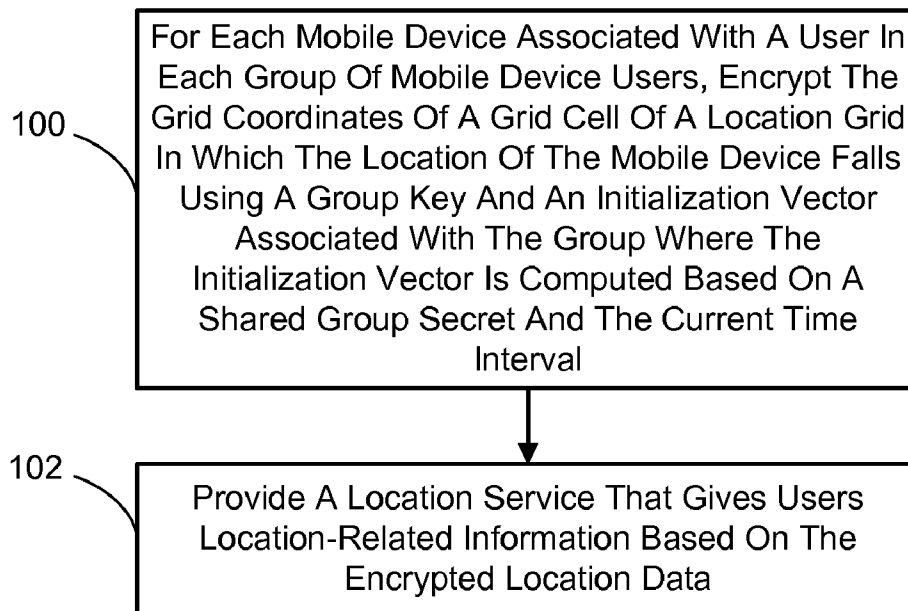 For Each Mobile Device Associated With A User In
Each Group Of Mobile Device Users, Encrypt The
Grid Coordinates Of A Grid Cell Of A Location Grid
In Which The Location Of The Mobile Device Falls
Using A Group Key And An Initialization Vector
Associated With The Group Where The
Initialization Vector Is Computed Based On A
Shared Group Secret And The Current Time
Interval
100
Provide A Location Service That Gives Users
Location-Related Information Based On The
Encrypted Location Data
102